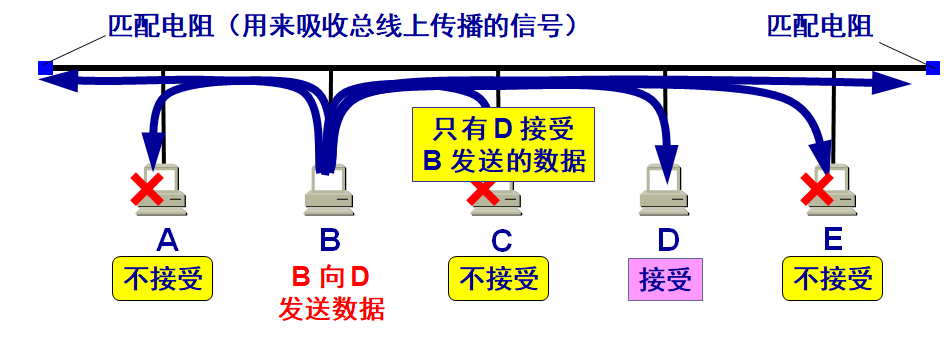 匹配电阻（用来吸收总线上传播的信号）
匹配电阻
只有 D 接受
B 发送的数据
A
B
C
D
E
不接受
B 向 D
发送数据
不接受
接受
不接受